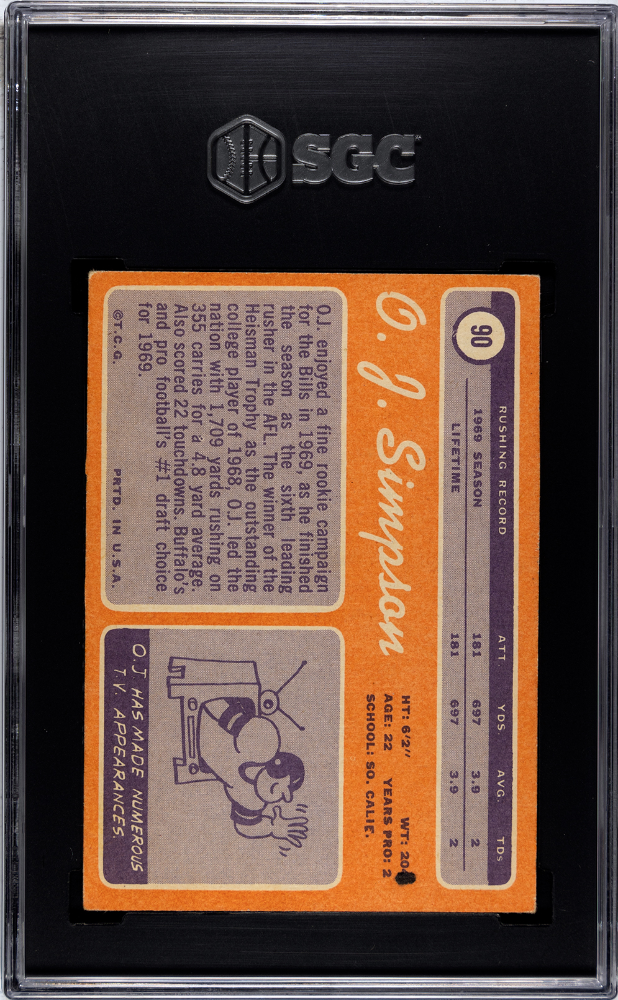 SGC
90
RUSHING RECORD ATT YDS AVG. TDs
1969 SEASON 181 697 3.9 2
LIFETIME 181 697 3.9 2
O. J. Simpson
HT: 6'2" WT: 20
AGE: 22 YEARS PRO: 2
SCHOOL: SO. CALIF.
O.J. enjoyed a fine rookie campaign
for the Bills in 1969, as he finished
the season as the sixth leading
rusher in the AFL. The winner of the
Heisman Trophy as the outstanding
college player of 1968, O.J. led the
nation with 1,709 yards rushing on
355 carries for a 4.8 yard average.
Also scored 22 touchdowns. Buffalo's
and pro football's #1 draft choice
for 1969.
©T.C.G. PRTD. IN U.S.A.
O.J HAS MADE NUMEROUS
T.V. APPEARANCES.